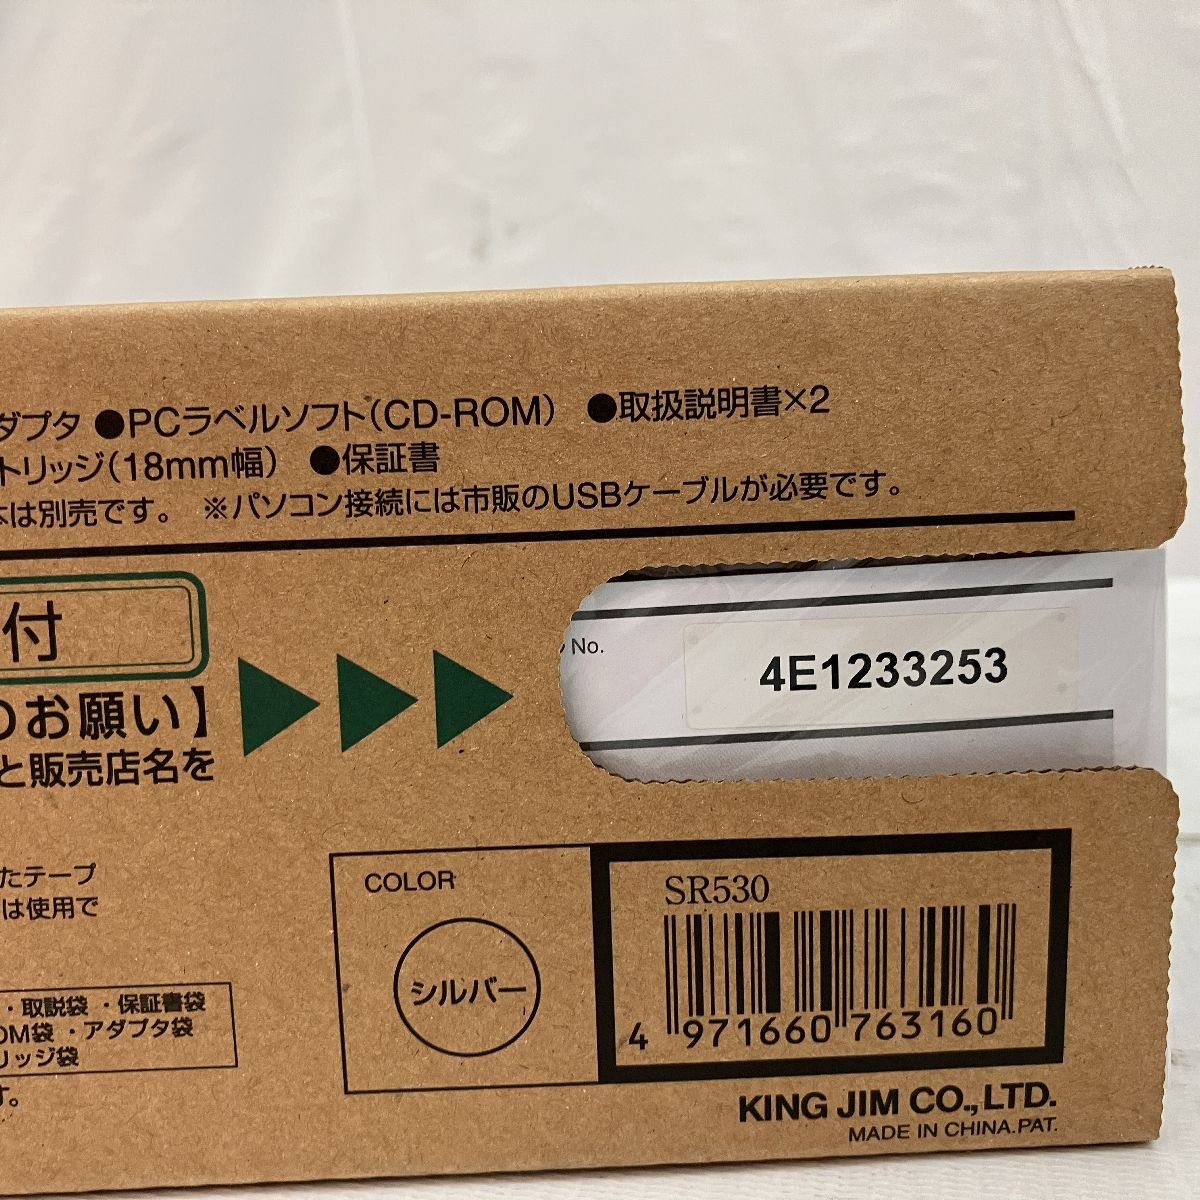 ダプタ ●PCラベルソフト(CD-ROM) ●取扱説明書×2
トリッジ(18mm幅) ●保証書
は別売です。 ※パソコン接続には市販のUSBケーブルが必要です。
付
No.
4E1233253
のお願い】
と販売店名を
たテープ
は使用で
・取説袋 ・保証書袋
OM袋 ・アダプタ袋
リッジ袋
す。
COLOR
シルバー
SR530
4 971660 763160
KING JIM CO.,LTD.
MADE IN CHINA.PAT.